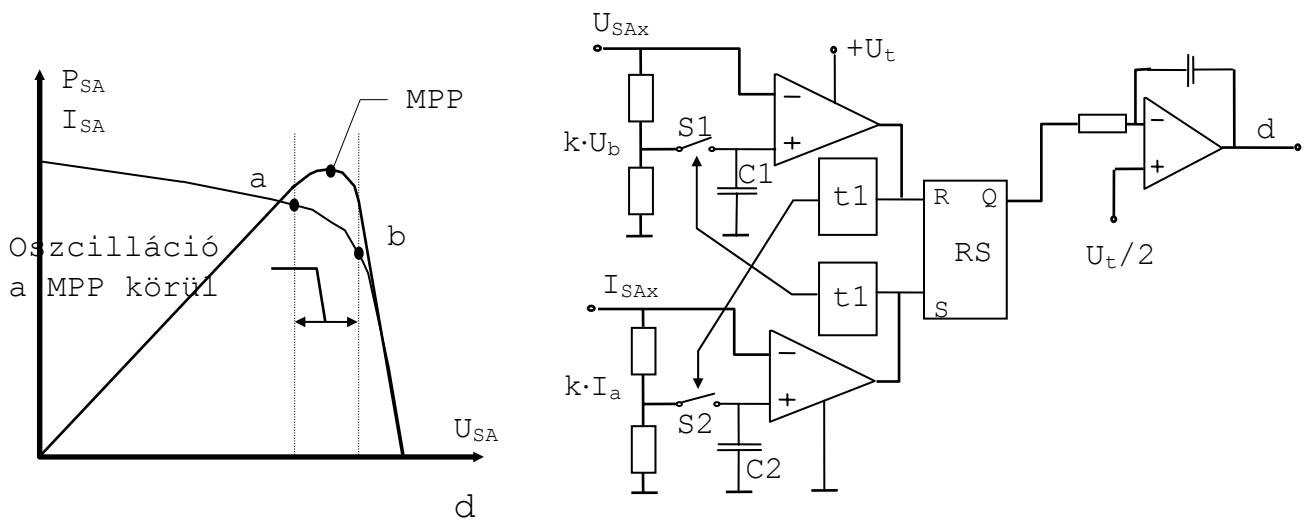 P_SA
I_SA
MPP
a
b
Oszcilláció
a MPP körül
U_SA
d
U_SAx
+U_t
−
+
S1
k·U_b
C1
t1
R
Q
RS
S
t1
I_SAx
−
+
k·I_a
S2
C2
−
+
d
U_t/2